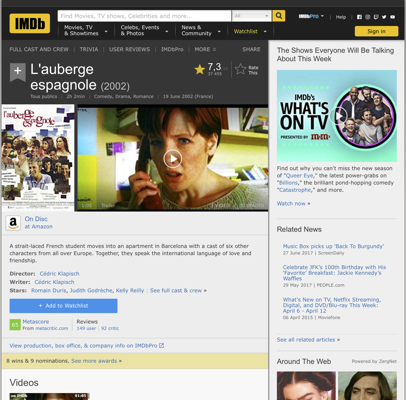 IMDb
Find Movies, TV shows, Celebrities and more...
All
IMDbPro
Help
Movies, TV & Showtimes
Celebs, Events & Photos
News & Community
Watchlist
Sign in
FULL CAST AND CREW | TRIVIA | USER REVIEWS | IMDbPro | MORE
SHARE
L'auberge espagnole (2002)
7,3
Rate This
Tous publics | 2h 2min | Comedy, Drama, Romance | 19 June 2002 (France)
l'auberge espagnole
On Disc
at Amazon
A strait-laced French student moves into an apartment in Barcelona with a cast of six other
characters from all over Europe. Together, they speak the international language of love and
friendship.
Director: Cédric Klapisch
Writer: Cédric Klapisch
Stars: Romain Duris, Judith Godrèche, Kelly Reilly | See full cast & crew »
+ Add to Watchlist
Metascore
From metacritic.com
Reviews
149 user | 92 critic
View production, box office, & company info on IMDbPro
8 wins & 9 nominations. See more awards »
Videos
The Shows Everyone Will Be Talking
About This Week
IMDb's
WHAT'S
ON TV
PRESENTED BY M&M'S
Find out why you can't miss the new season
of "Queer Eye," the latest power-grabs on
"Billions," the brilliant pond-hopping comedy
"Catastrophe," and more.
Watch now »
Related News
Music Box picks up 'Back To Burgundy'
27 June 2017 | ScreenDaily
Celebrate JFK's 100th Birthday with His
'Favorite' Breakfast: Jackie Kennedy's
Waffles
29 May 2017 | PEOPLE.com
What's New on TV, Netflix Streaming,
Digital, and DVD/Blu-ray This Week:
April 6 - 12
06 April 2015 | Moviefone
See all related articles »
Around The Web
Powered by ZergNet